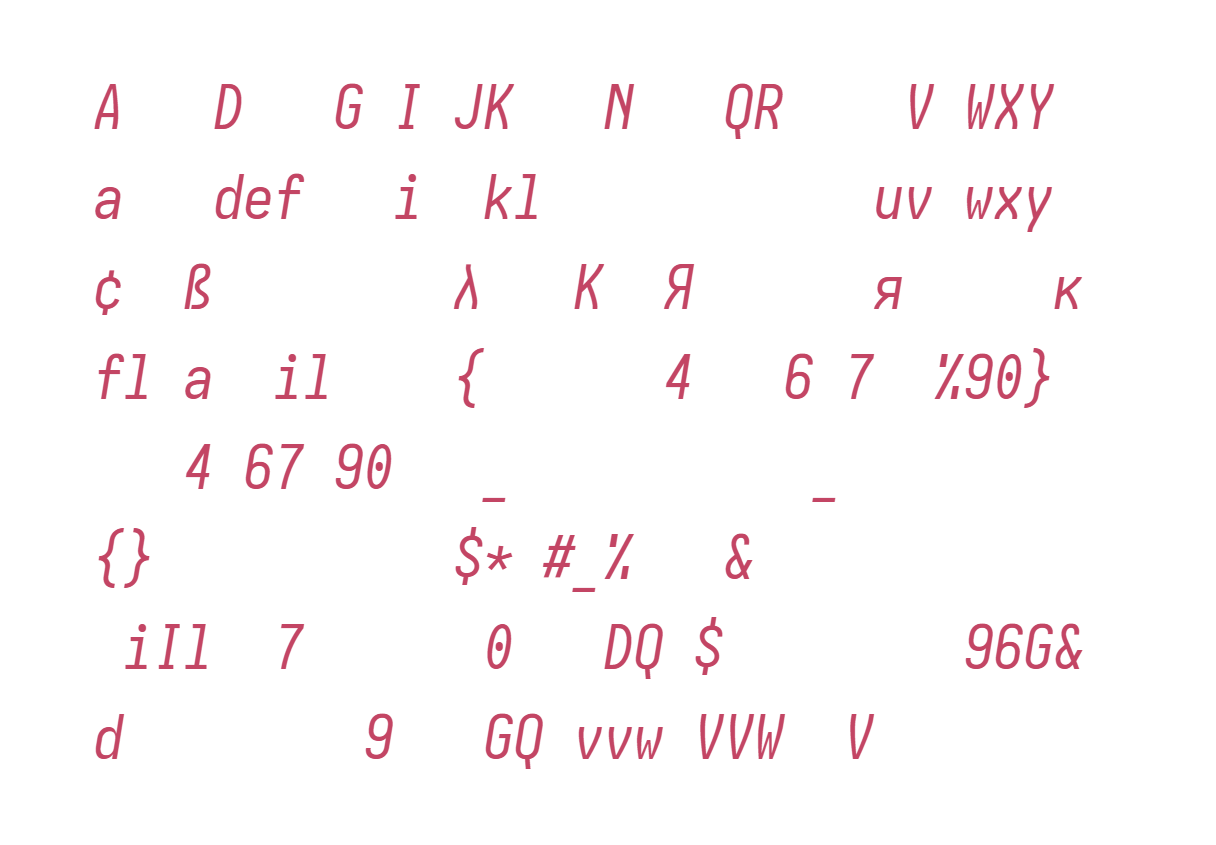 A   D   G I JK   N   QR    V WXY
a   def   i  kl           uv wxy
¢  ß        λ   К  Я      я     к
fl a  il    {      4   6 7  %90}
   4 67 90   _          _
{}          $* #_%   &
 iIl  7      0   DQ $        96G&
d        9   GQ vvw VVW  V